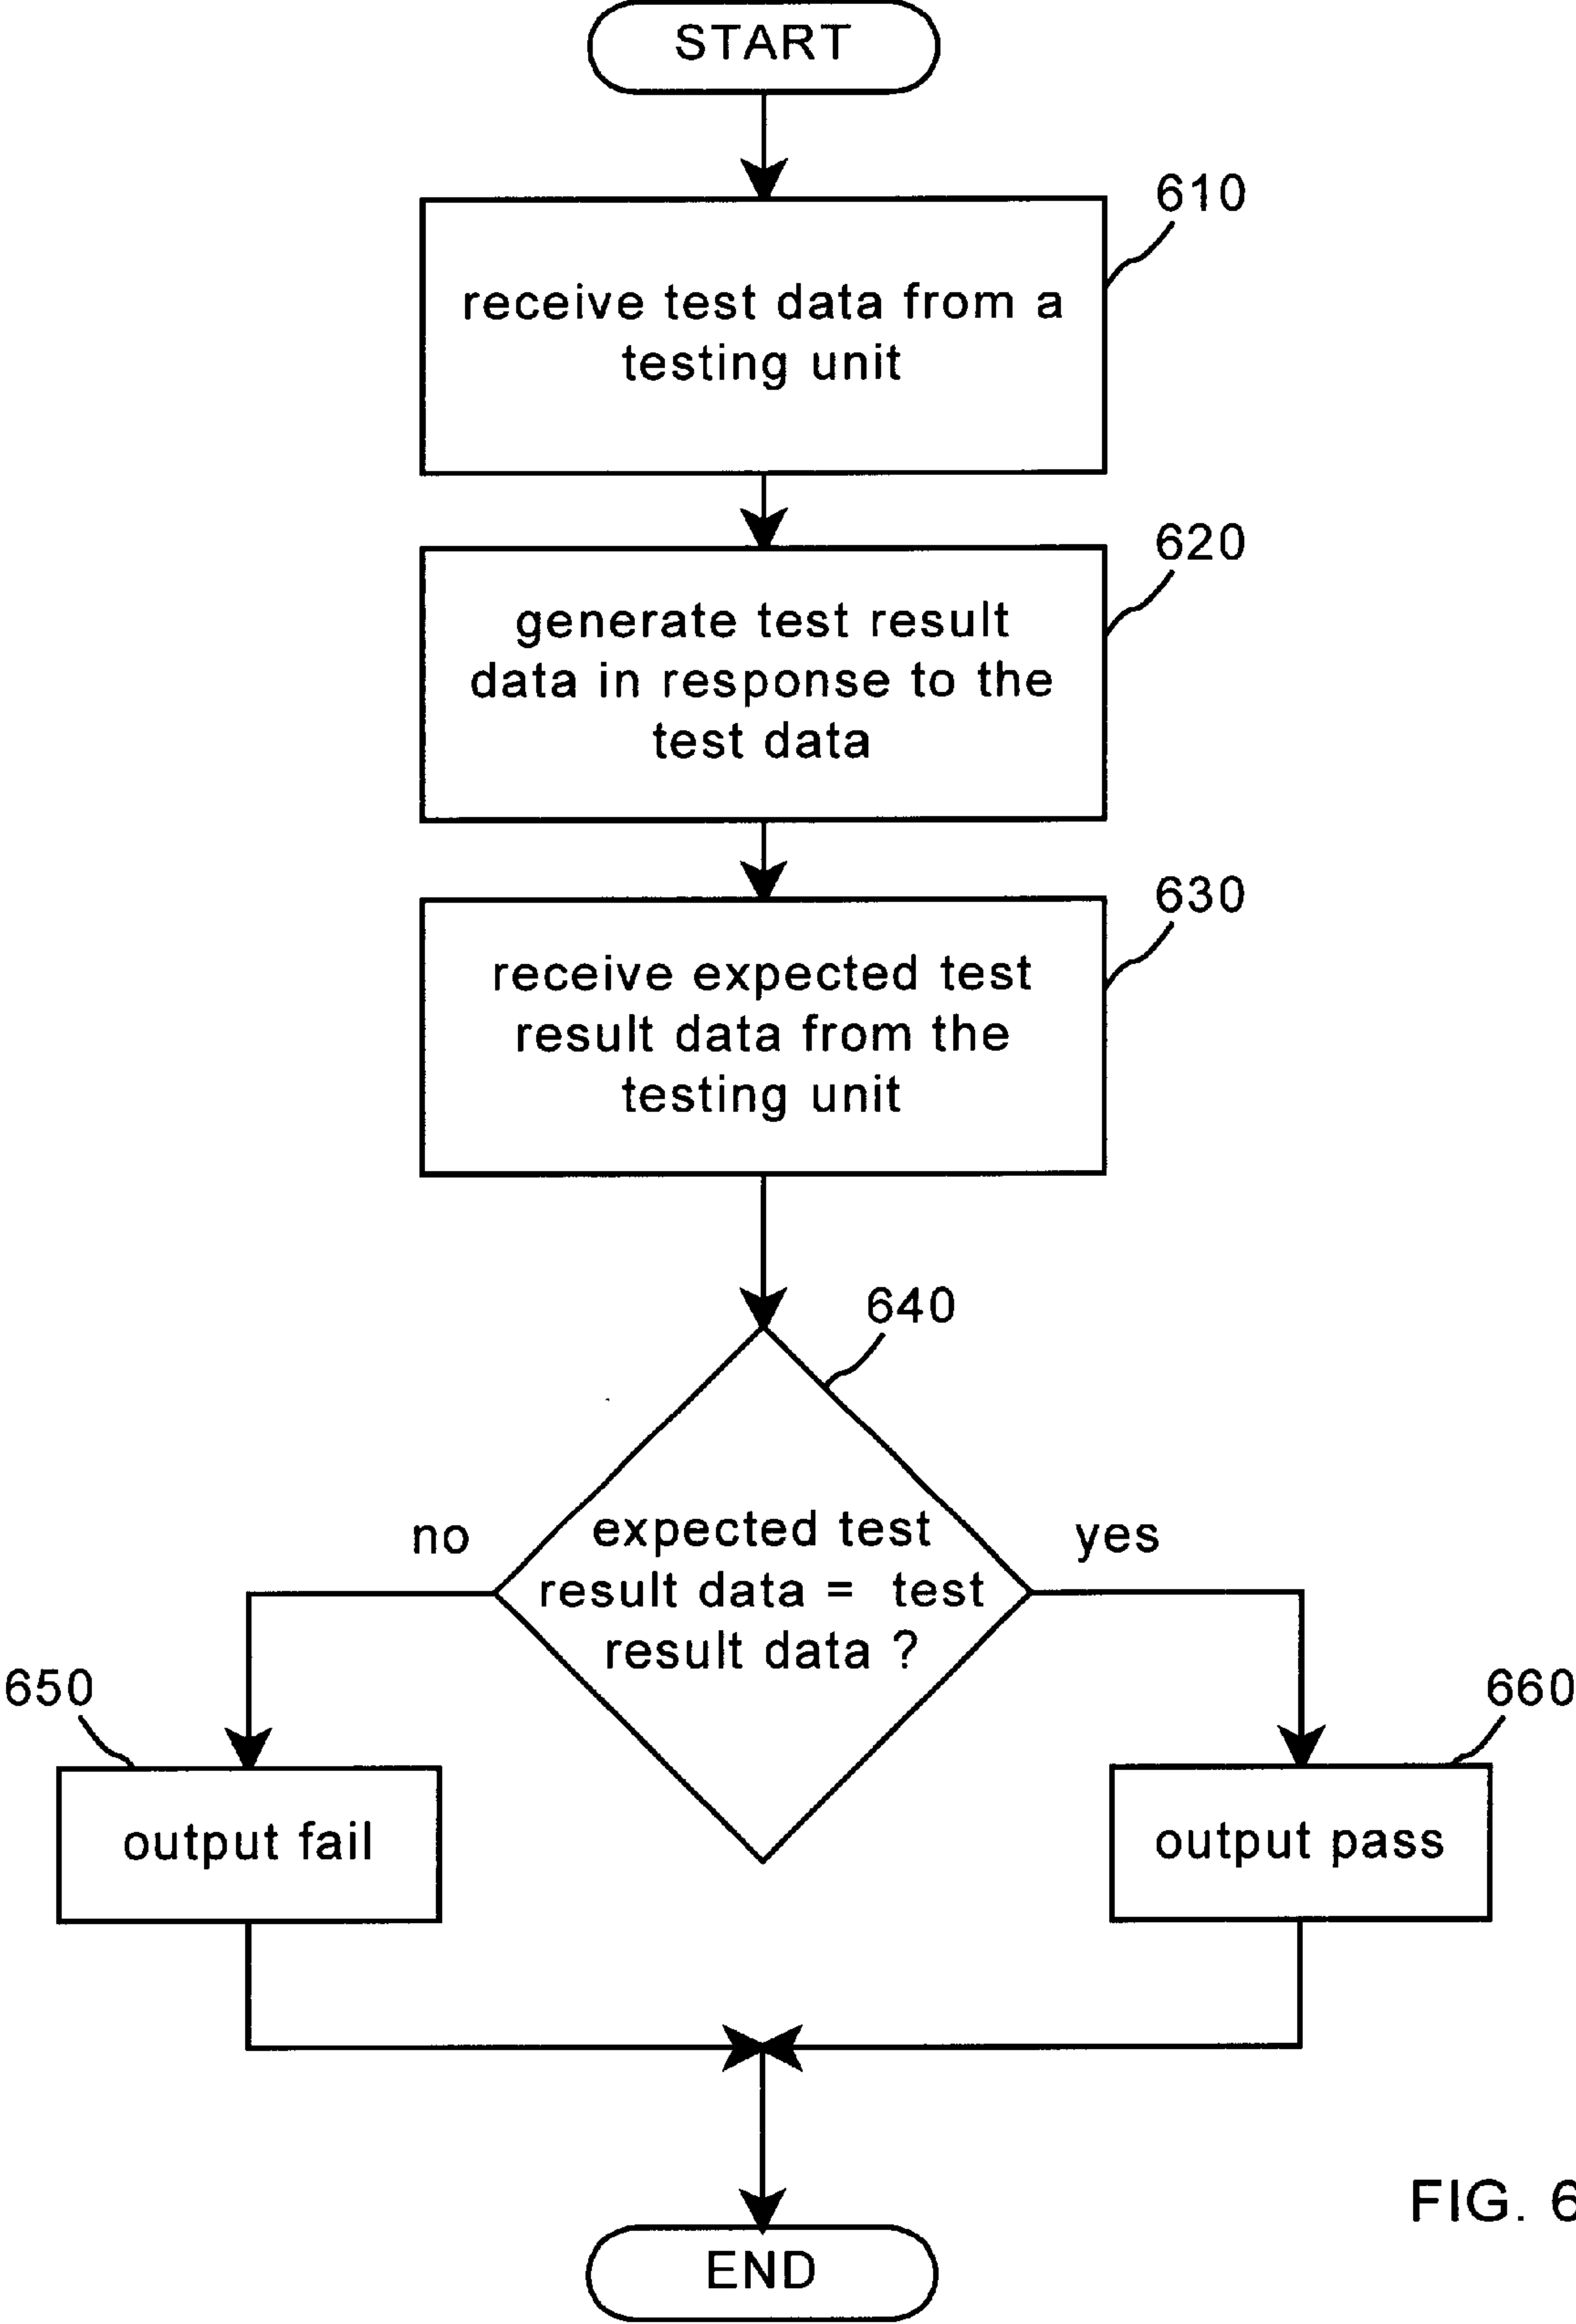 START
610
receive test data from a
testing unit
620
generate test result
data in response to the
test data
630
receive expected test
result data from the
testing unit
640
no
yes
expected test
result data = test
result data ?
650
660
output fail
output pass
FIG. 6
END